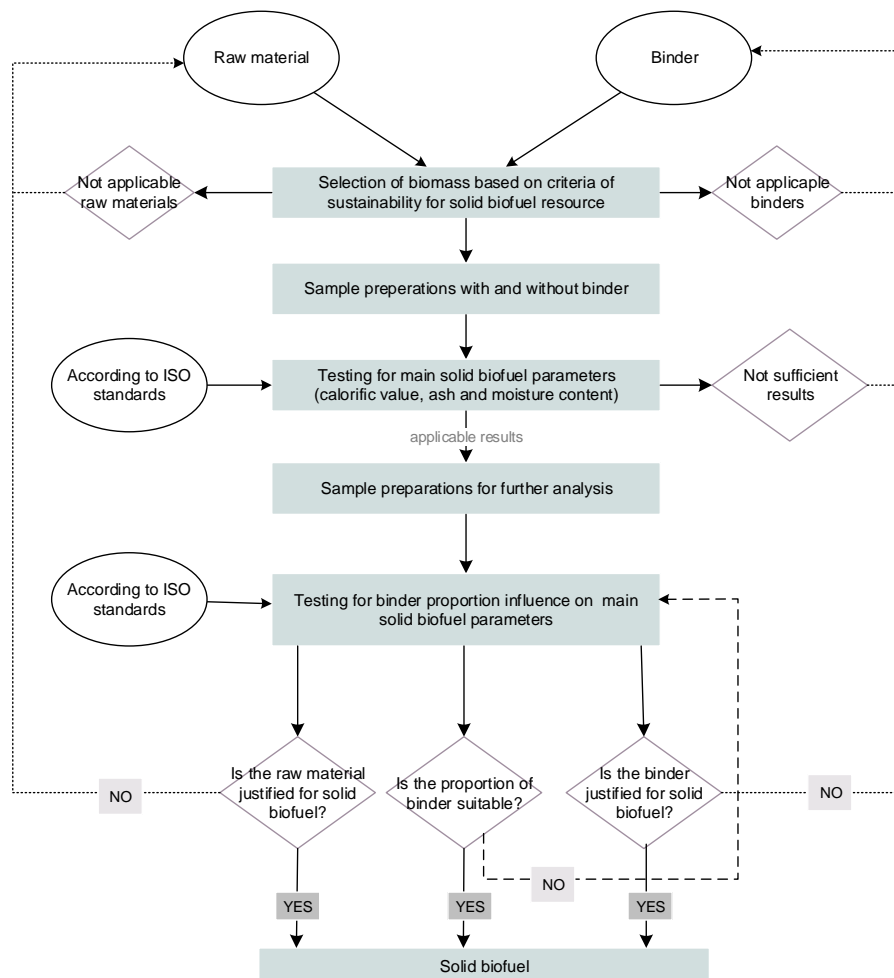 Raw material
Binder
Not applicable
raw materials
Selection of biomass based on criteria of
sustainability for solid biofuel resource
Not applicaple
binders
Sample preperations with and without binder
According to ISO
standards
Testing for main solid biofuel parameters
(calorific value, ash and moisture content)
Not sufficient
results
applicable results
Sample preparations for further analysis
According to ISO
standards
Testing for binder proportion influence on main
solid biofuel parameters
NO
Is the raw material
justified for solid
biofuel?
Is the proportion of
binder suitable?
Is the binder
justified for solid
biofuel?
NO
NO
YES
YES
YES
Solid biofuel